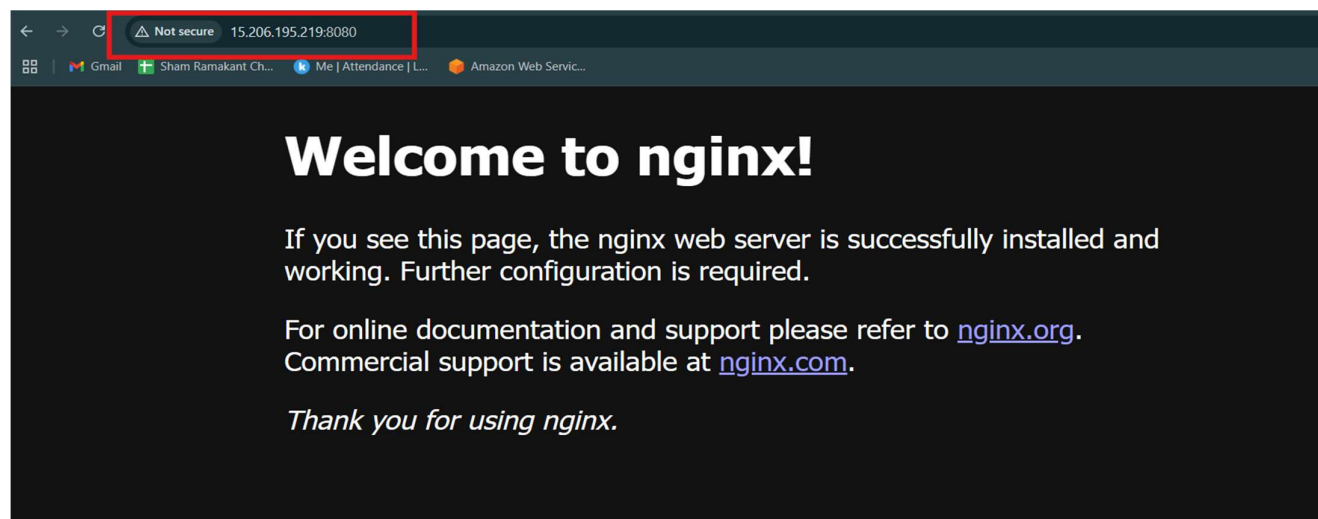 Not secure 15.206.195.219:8080
Gmail Sham Ramakant Ch... Me | Attendance | L... Amazon Web Servic...
Welcome to nginx!
If you see this page, the nginx web server is successfully installed and
working. Further configuration is required.
For online documentation and support please refer to nginx.org.
Commercial support is available at nginx.com.
Thank you for using nginx.